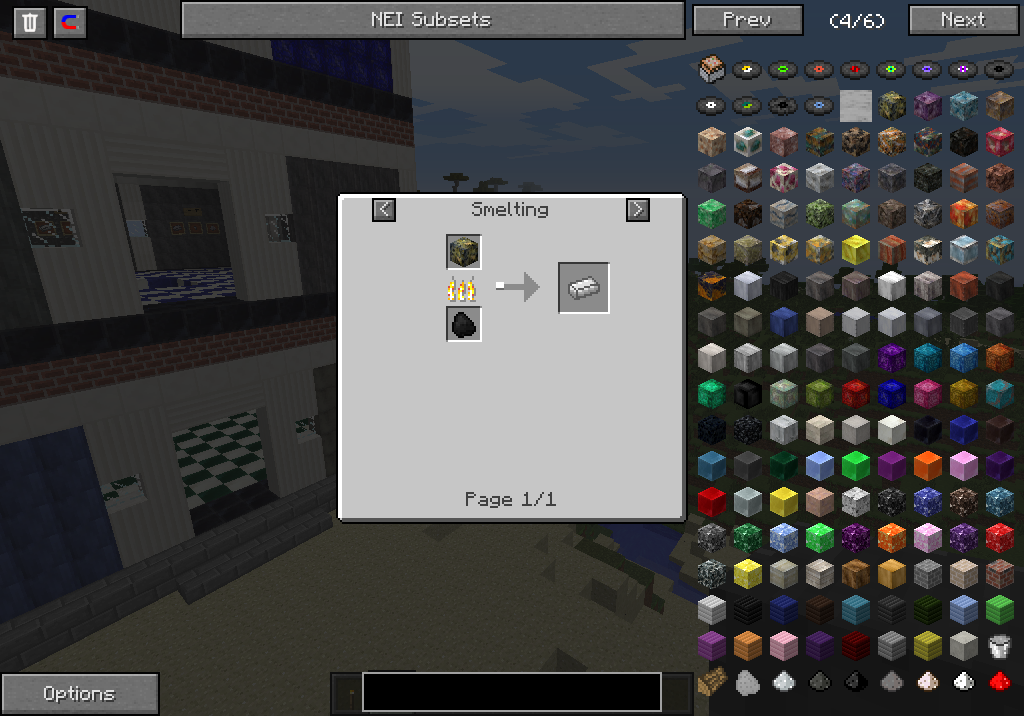 NEI Subsets
Prev
(4/6)
Next
Smelting
Page 1/1
Options